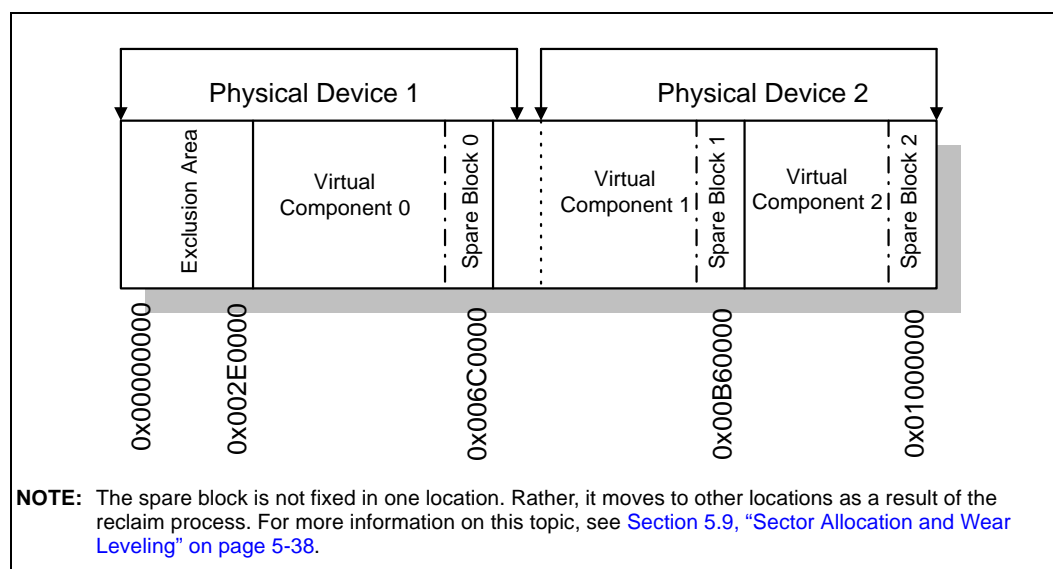 Physical Device 1
Physical Device 2
Exclusion Area
Virtual
Component 0
Spare Block 0
Virtual
Component 1
Spare Block 1
Virtual
Component 2
Spare Block 2
0x00000000
0x002E0000
0x006C0000
0x00B60000
0x01000000
NOTE: The spare block is not fixed in one location. Rather, it moves to other locations as a result of the
reclaim process. For more information on this topic, see Section 5.9, “Sector Allocation and Wear
Leveling” on page 5-38.